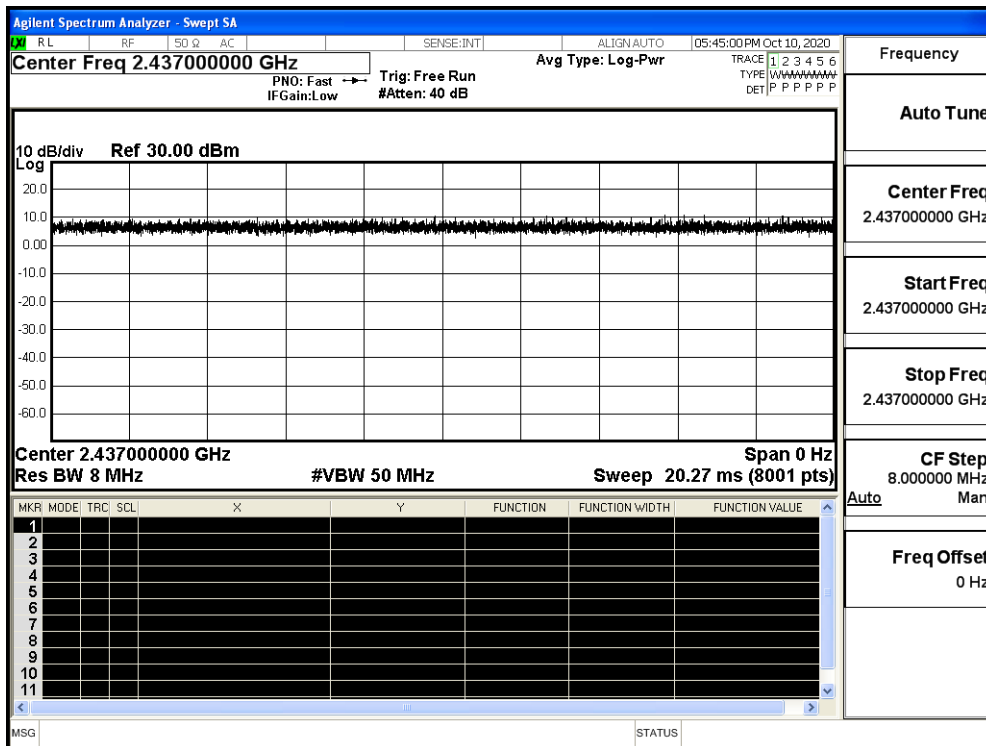 Agilent Spectrum Analyzer - Swept SA
LXI RL RF 50 Ω AC SENSE:INT ALIGN AUTO 05:45:00 PM Oct 10, 2020
Center Freq 2.437000000 GHz
PNO: Fast
IFGain:Low
Trig: Free Run
#Atten: 40 dB
Avg Type: Log-Pwr
TRACE 1 2 3 4 5 6
TYPE
DET P P P P P P
10 dB/div Ref 30.00 dBm
Log
20.0
10.0
0.00
-10.0
-20.0
-30.0
-40.0
-50.0
-60.0
Center 2.437000000 GHz Span 0 Hz
Res BW 8 MHz #VBW 50 MHz Sweep 20.27 ms (8001 pts)
MKR MODE TRC SCL X Y FUNCTION FUNCTION WIDTH FUNCTION VALUE
1
2
3
4
5
6
7
8
9
10
11
MSG STATUS
Frequency
Auto Tune
Center Freq
2.437000000 GHz
Start Freq
2.437000000 GHz
Stop Freq
2.437000000 GHz
CF Step
8.000000 MHz
Auto Man
Freq Offset
0 Hz